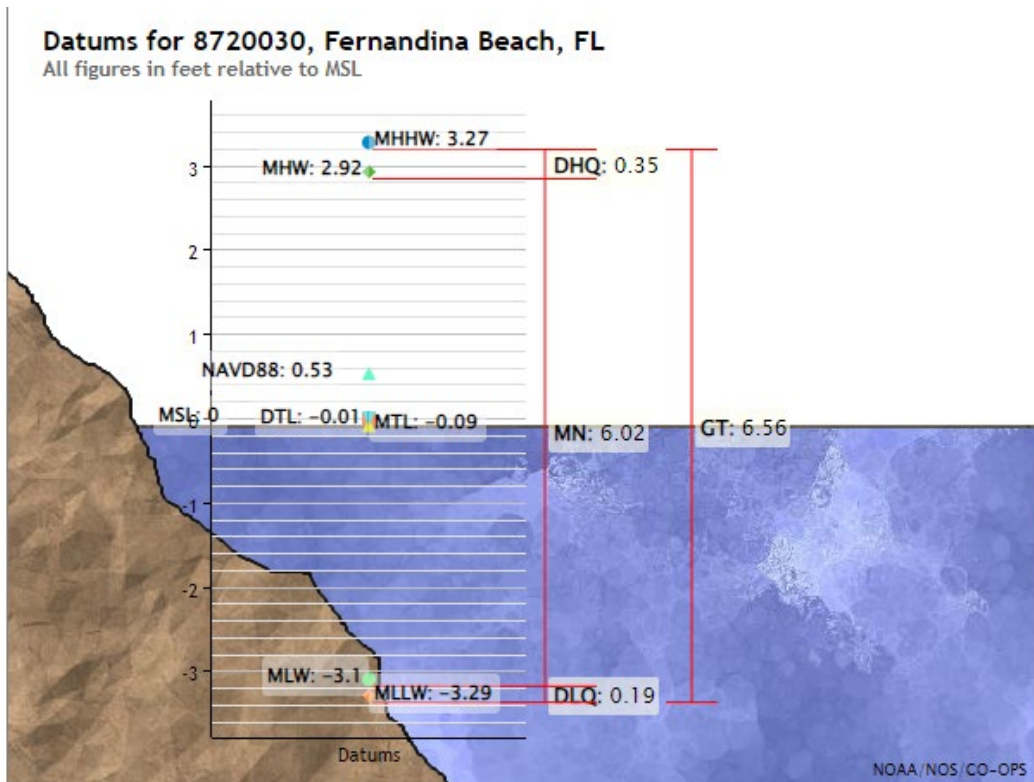 Datums for 8720030, Fernandina Beach, FL
All figures in feet relative to MSL
MHHW: 3.27
MHW: 2.92
DHQ: 0.35
3
2
1
NAVD88: 0.53
MSL: 0
0
DTL: −0.01
MTL: −0.09
MN: 6.02
GT: 6.56
-1
-2
-3
MLW: −3.1
MLLW: −3.29
DLQ: 0.19
Datums
NOAA/NOS/CO-OPS